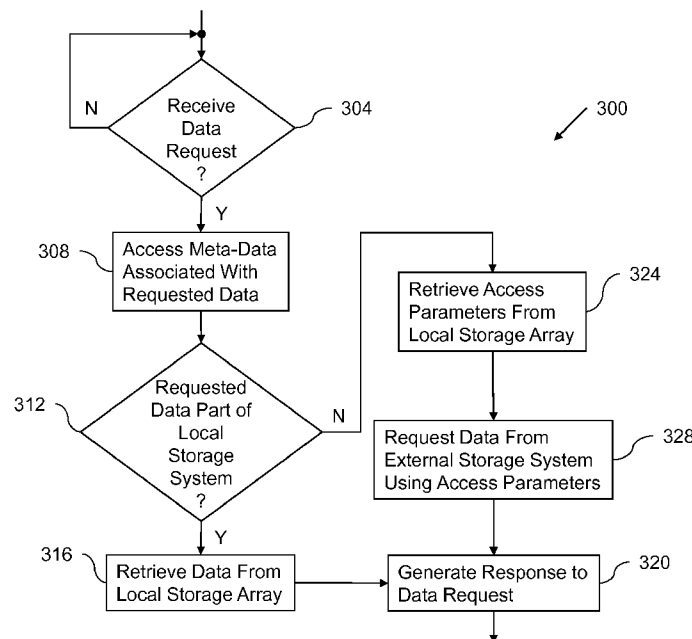 N
Receive
Data
Request
?
304
300
Y
308
Access Meta-Data
Associated With
Requested Data
324
Retrieve Access
Parameters From
Local Storage Array
312
Requested
Data Part of
Local
Storage
System
?
N
328
Request Data From
External Storage System
Using Access Parameters
Y
316
Retrieve Data From
Local Storage Array
Generate Response to
Data Request
320